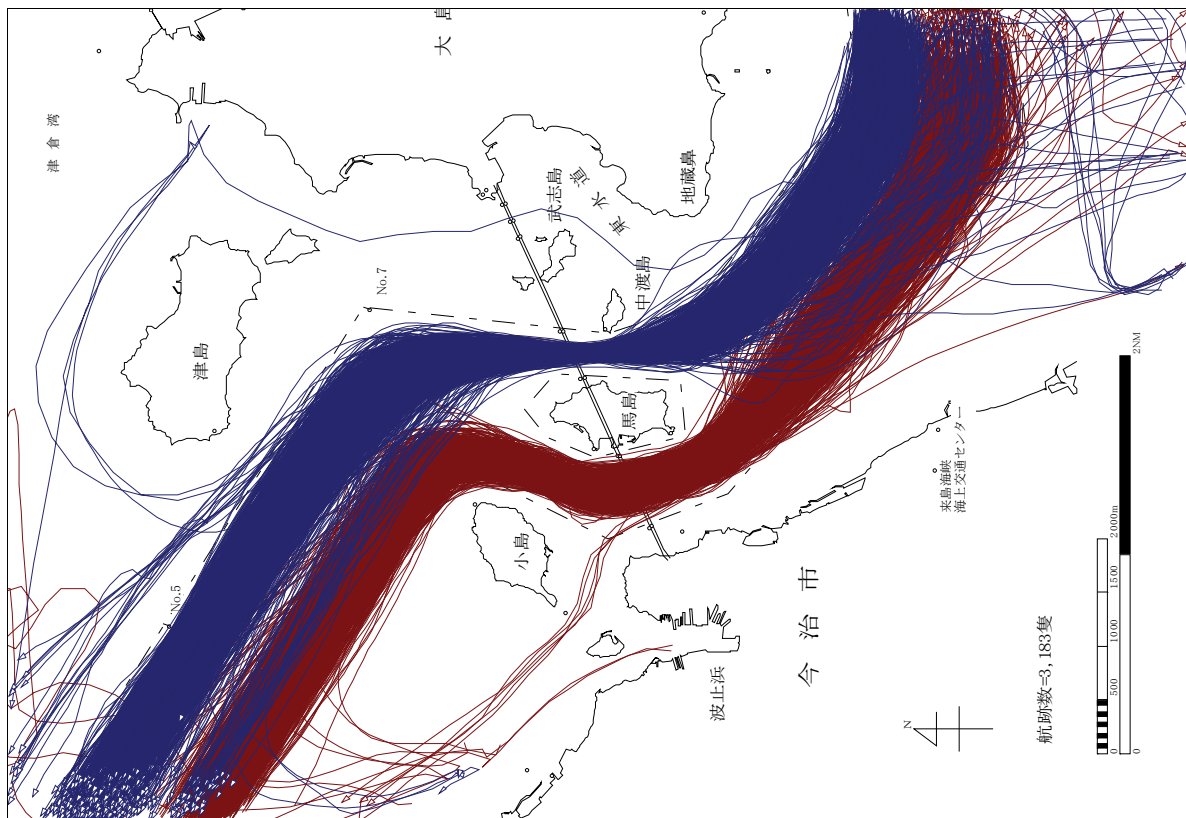 大島
津倉湾
武志島
来島水道
地蔵鼻
中渡島
No.7
津島
馬島
No.5
小島
来島海峡
海上交通センター
今治市
波止浜
N
航跡数=3,183隻
0
500
1000
1500
2000m
0
2NM